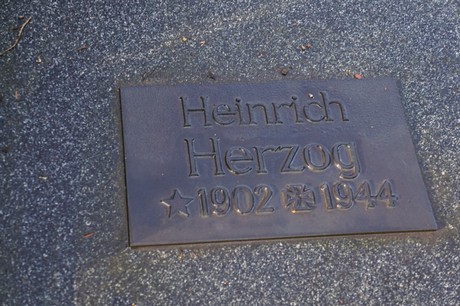 Heinrich
Herzog
☆1902 ✠1944